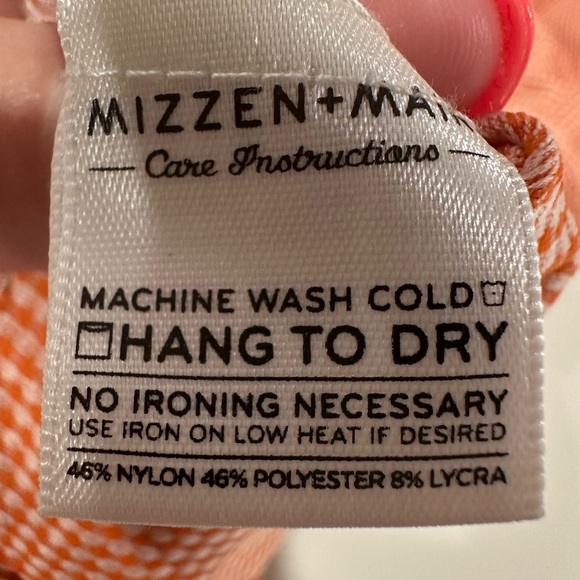 MIZZEN+MAIN
Care Instructions
MACHINE WASH COLD
HANG TO DRY
NO IRONING NECESSARY
USE IRON ON LOW HEAT IF DESIRED
46% NYLON 46% POLYESTER 8% LYCRA